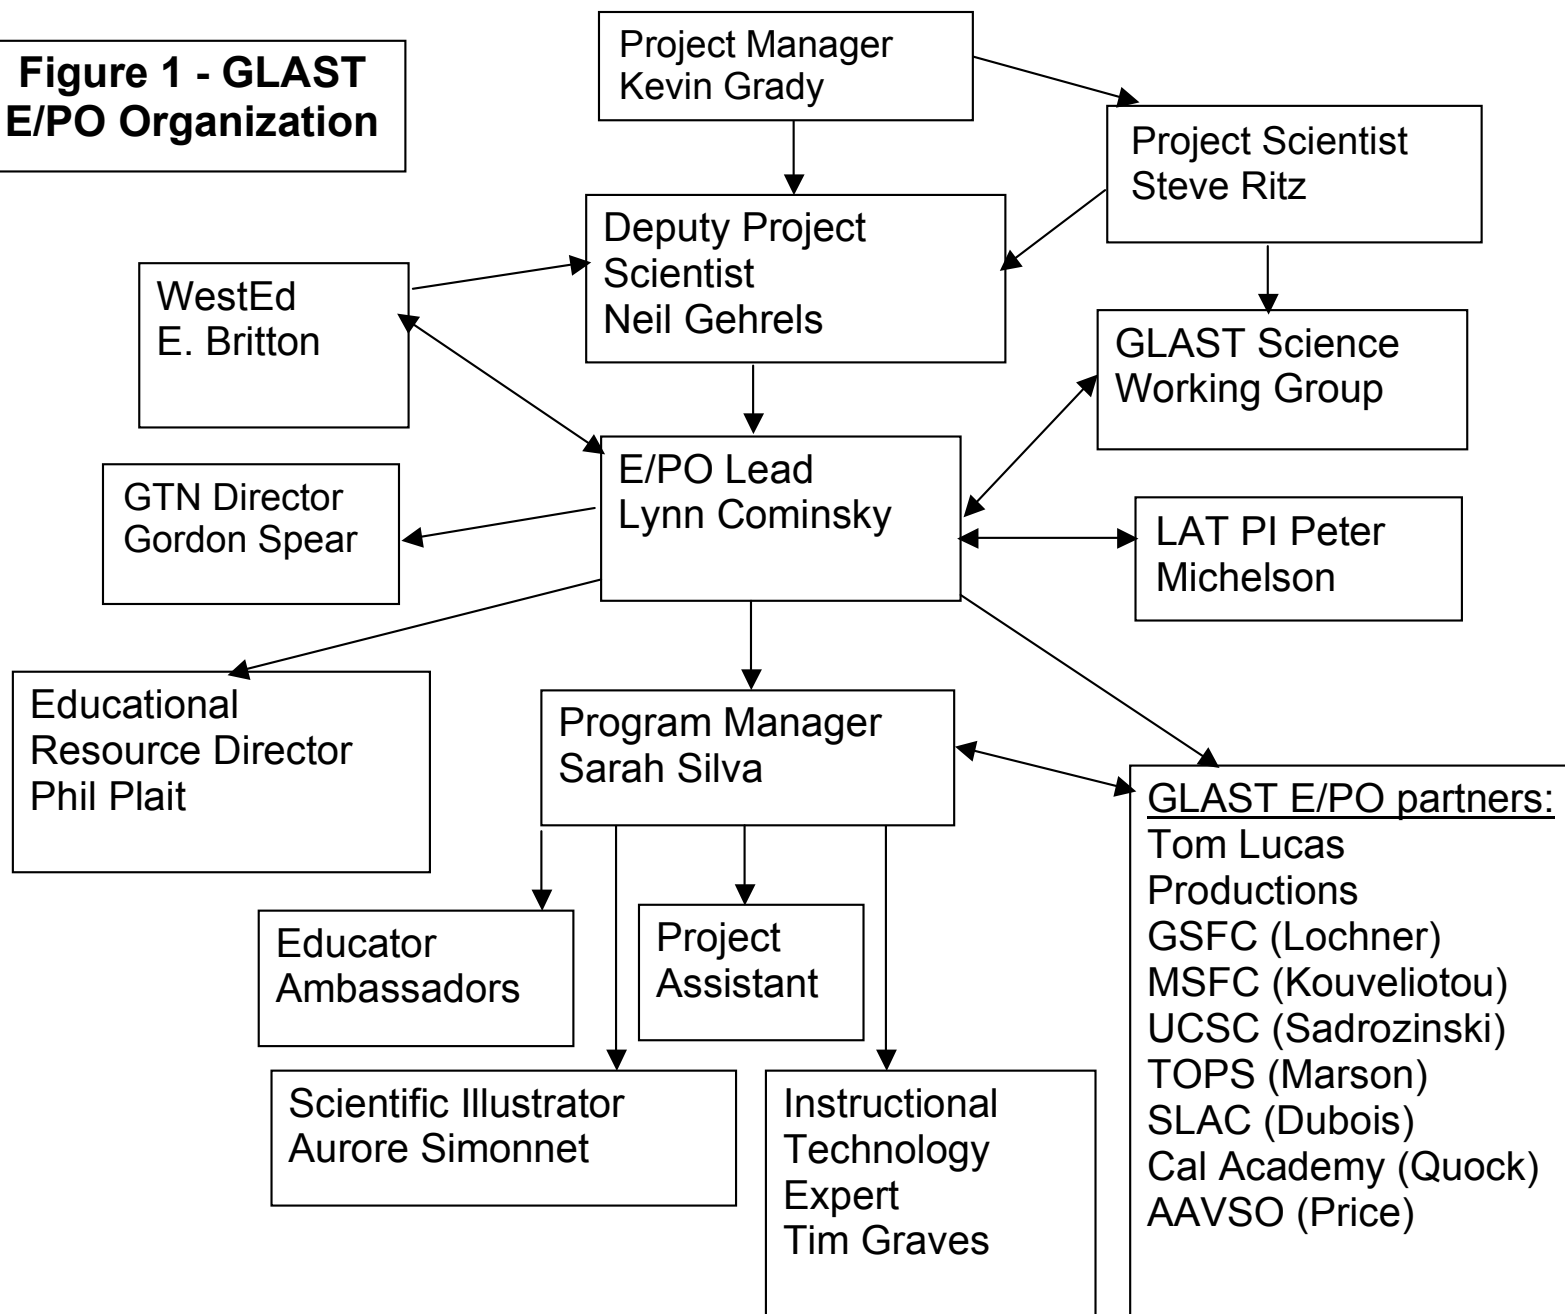 Figure 1 - GLAST
E/PO Organization
Project Manager
Kevin Grady
Project Scientist
Steve Ritz
Deputy Project
Scientist
Neil Gehrels
WestEd
E. Britton
GLAST Science
Working Group
E/PO Lead
Lynn Cominsky
GTN Director
Gordon Spear
LAT PI Peter
Michelson
Educational
Resource Director
Phil Plait
Program Manager
Sarah Silva
GLAST E/PO partners:
Tom Lucas
Productions
GSFC (Lochner)
MSFC (Kouveliotou)
UCSC (Sadrozinski)
TOPS (Marson)
SLAC (Dubois)
Cal Academy (Quock)
AAVSO (Price)
Educator
Ambassadors
Project
Assistant
Scientific Illustrator
Aurore Simonnet
Instructional
Technology
Expert
Tim Graves